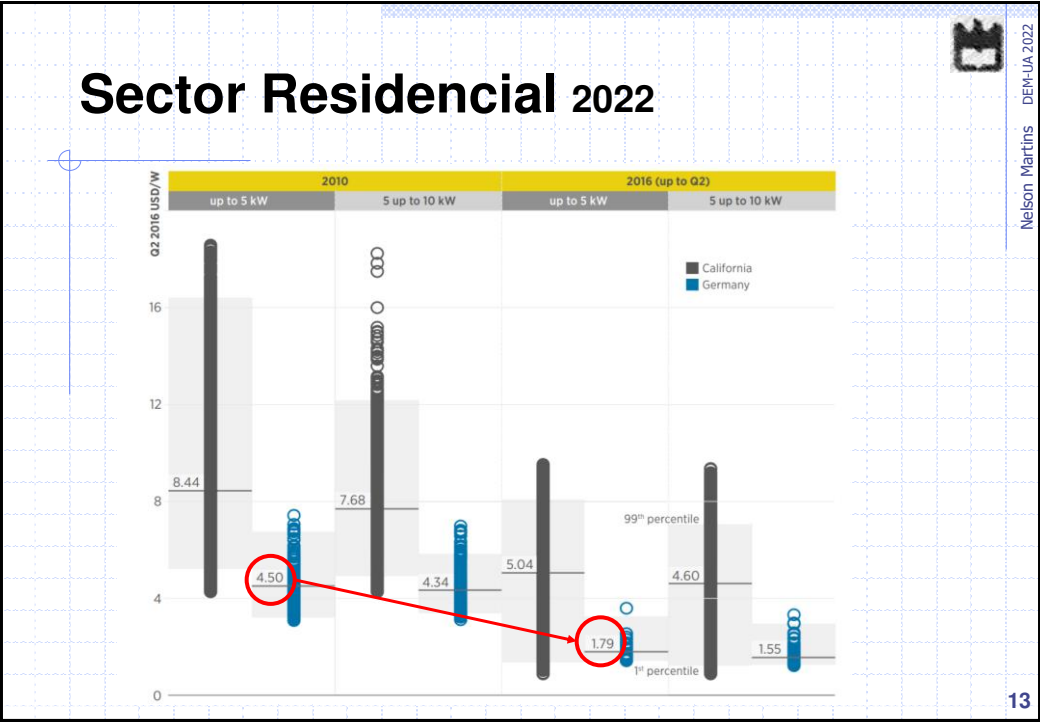 Sector Residencial 2022
Nelson Martins DEM-UA 2022
Q2 2016 USD/W
2010
2016 (up to Q2)
up to 5 kW
5 up to 10 kW
up to 5 kW
5 up to 10 kW
California
Germany
16
12
8
4
0
8.44
4.50
7.68
4.34
5.04
1.79
4.60
1.55
99th percentile
1st percentile
13